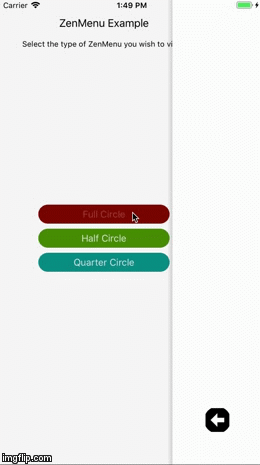 Carrier 1:49 PM
ZenMenu Example
Select the type of ZenMenu you wish to vi
Full Circle
Half Circle
Quarter Circle
imgflip.com